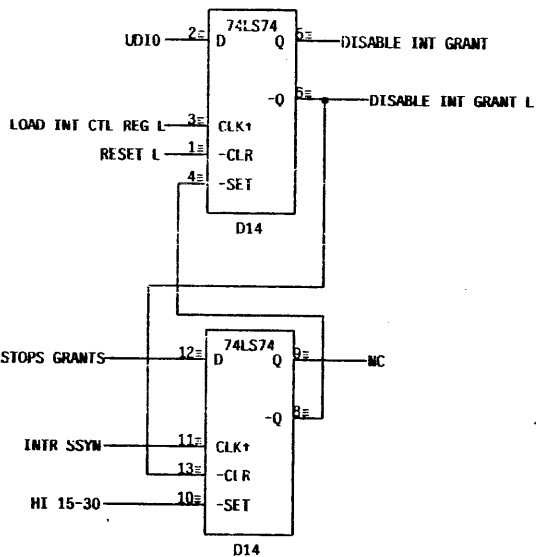 74LS74
UDIO 2 D Q 5 DISABLE INT GRANT
-Q 6 DISABLE INT GRANT L
LOAD INT CTL REG L 3 CLK↑
RESET L 1 -CLR
4 -SET
D14
74LS74
STOPS GRANTS 12 D Q 9 NC
-Q 8
INTR SSYN 11 CLK↑
13 -CLR
HI 15-30 10 -SET
D14